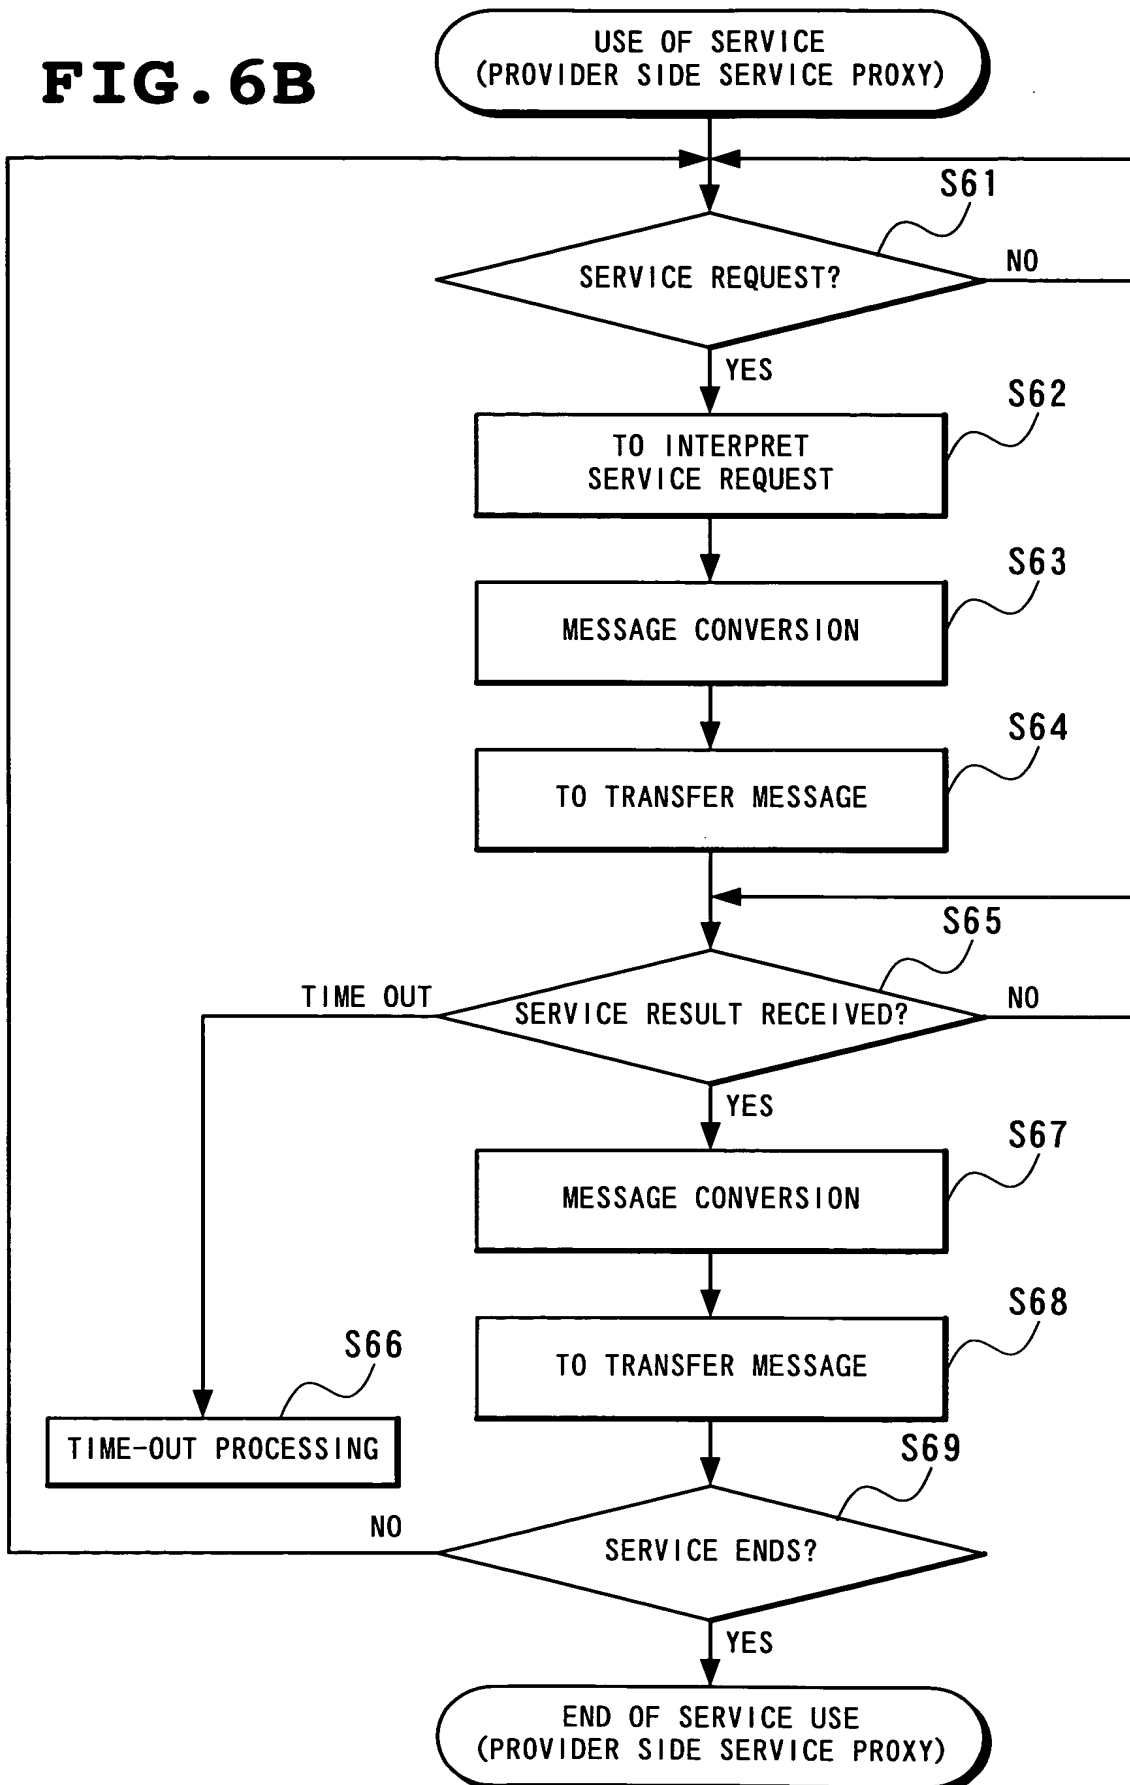 FIG.6B
USE OF SERVICE
(PROVIDER SIDE SERVICE PROXY)
S61
SERVICE REQUEST?
NO
YES
S62
TO INTERPRET
SERVICE REQUEST
S63
MESSAGE CONVERSION
S64
TO TRANSFER MESSAGE
S65
TIME OUT
SERVICE RESULT RECEIVED?
NO
YES
S67
MESSAGE CONVERSION
S68
TO TRANSFER MESSAGE
S66
TIME-OUT PROCESSING
S69
NO
SERVICE ENDS?
YES
END OF SERVICE USE
(PROVIDER SIDE SERVICE PROXY)